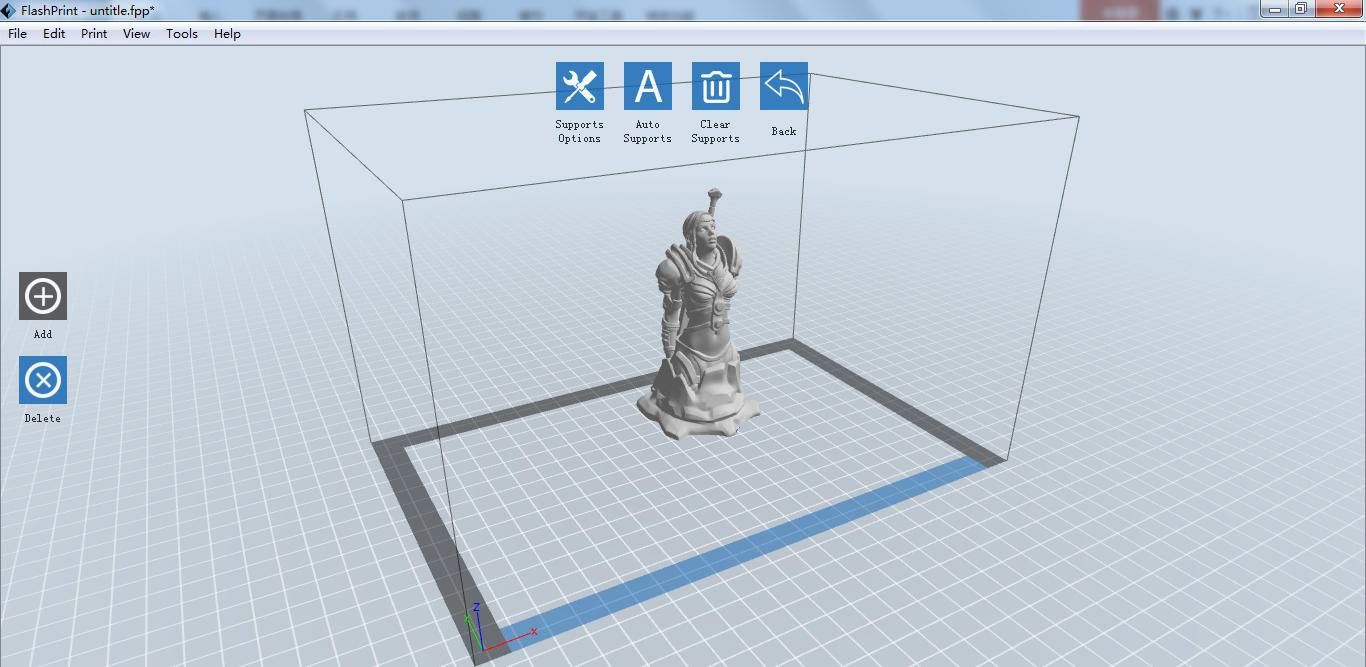 FlashPrint - untitle.fpp*
File Edit Print View Tools Help
Supports
Options
Auto
Supports
Clear
Supports
Back
Add
Delete
Z
X